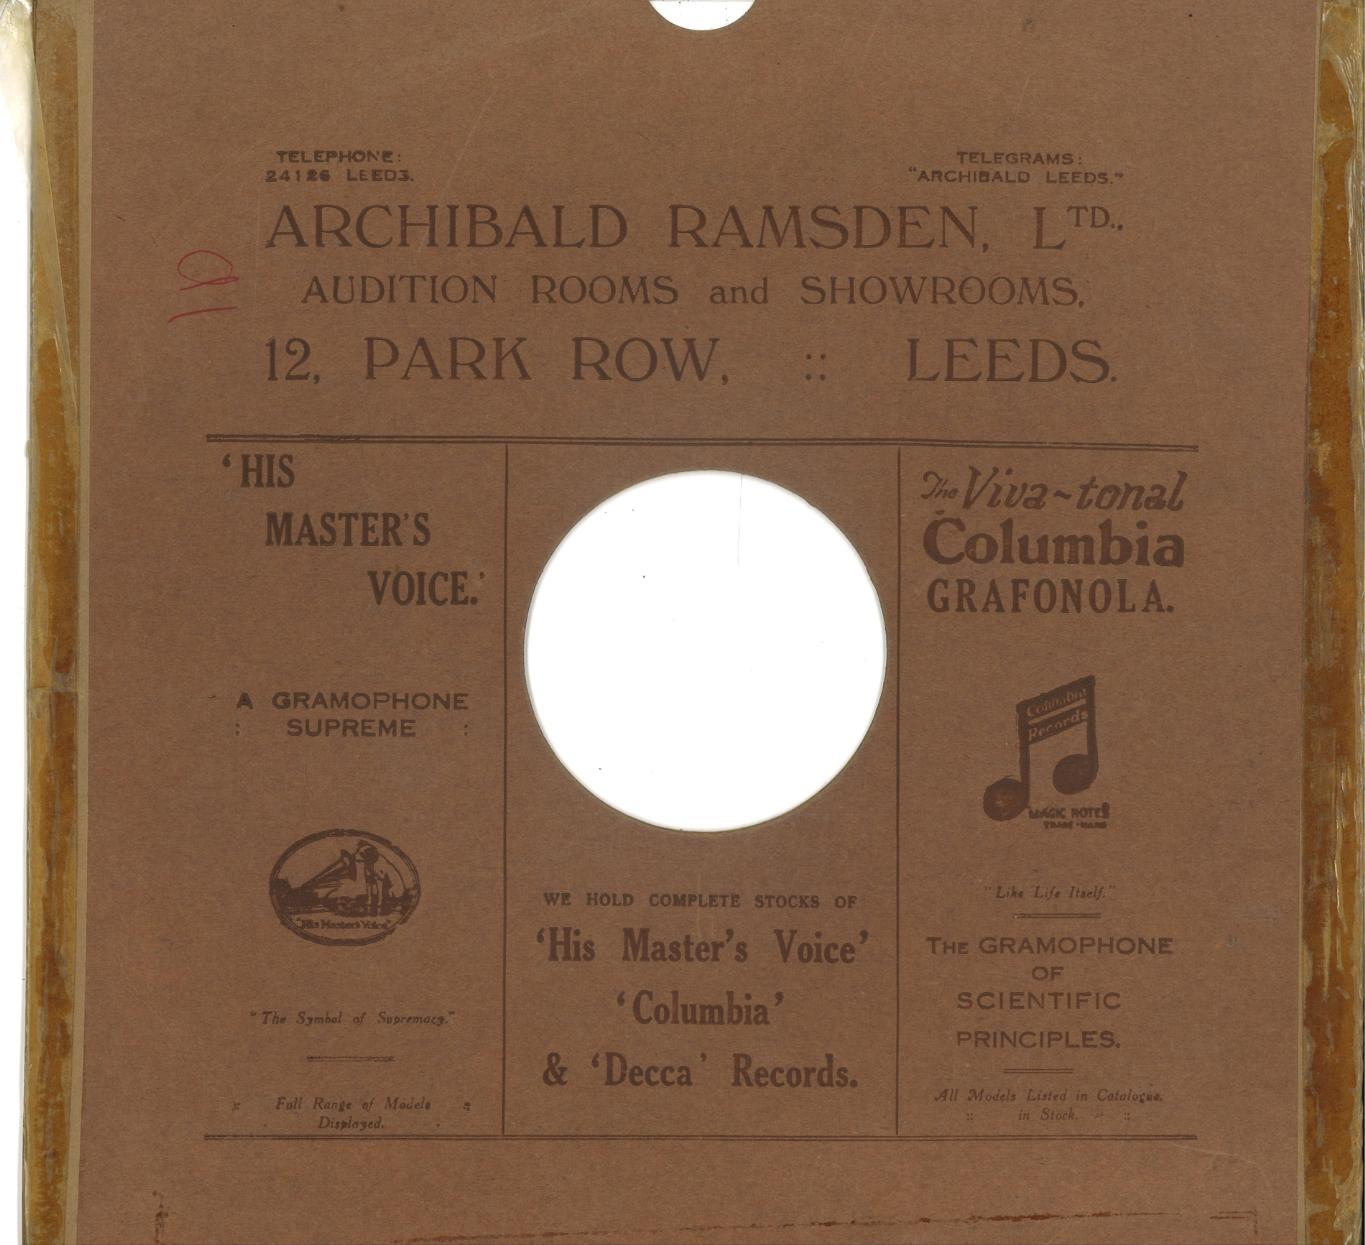 TELEPHONE:
24126 LEEDS.
TELEGRAMS:
"ARCHIBALD LEEDS."
ARCHIBALD RAMSDEN, LTD.,
AUDITION ROOMS and SHOWROOMS,
12, PARK ROW, :: LEEDS.
'HIS
MASTER'S
VOICE.'
A GRAMOPHONE
: SUPREME :
"His Master's Voice"
"The Symbol of Supremacy."
Full Range of Models
Displayed.
WE HOLD COMPLETE STOCKS OF
'His Master's Voice'
'Columbia'
& 'Decca' Records.
The Viva~tonal
Columbia
GRAFONOLA.
Columbia
Records
MAGIC NOTES
TRADE-MARK
"Like Life Itself."
THE GRAMOPHONE
OF
SCIENTIFIC
PRINCIPLES.
All Models Listed in Catalogue.
:: in Stock. ::